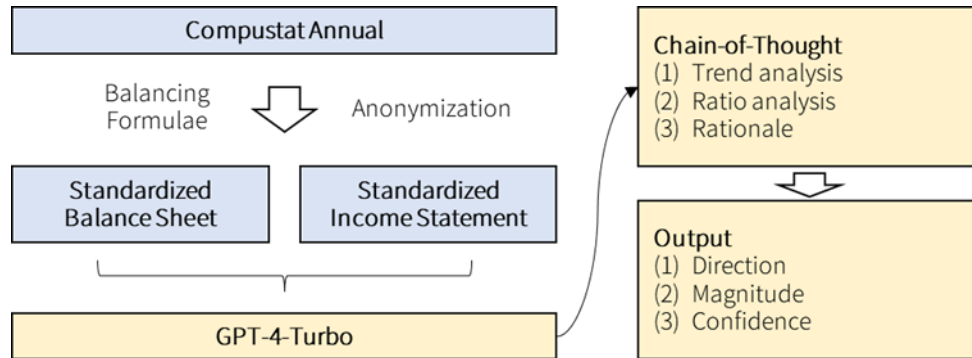 Compustat Annual
Balancing
Formulae
Anonymization
Standardized
Balance Sheet
Standardized
Income Statement
GPT-4-Turbo
Chain-of-Thought
(1) Trend analysis
(2) Ratio analysis
(3) Rationale
Output
(1) Direction
(2) Magnitude
(3) Confidence